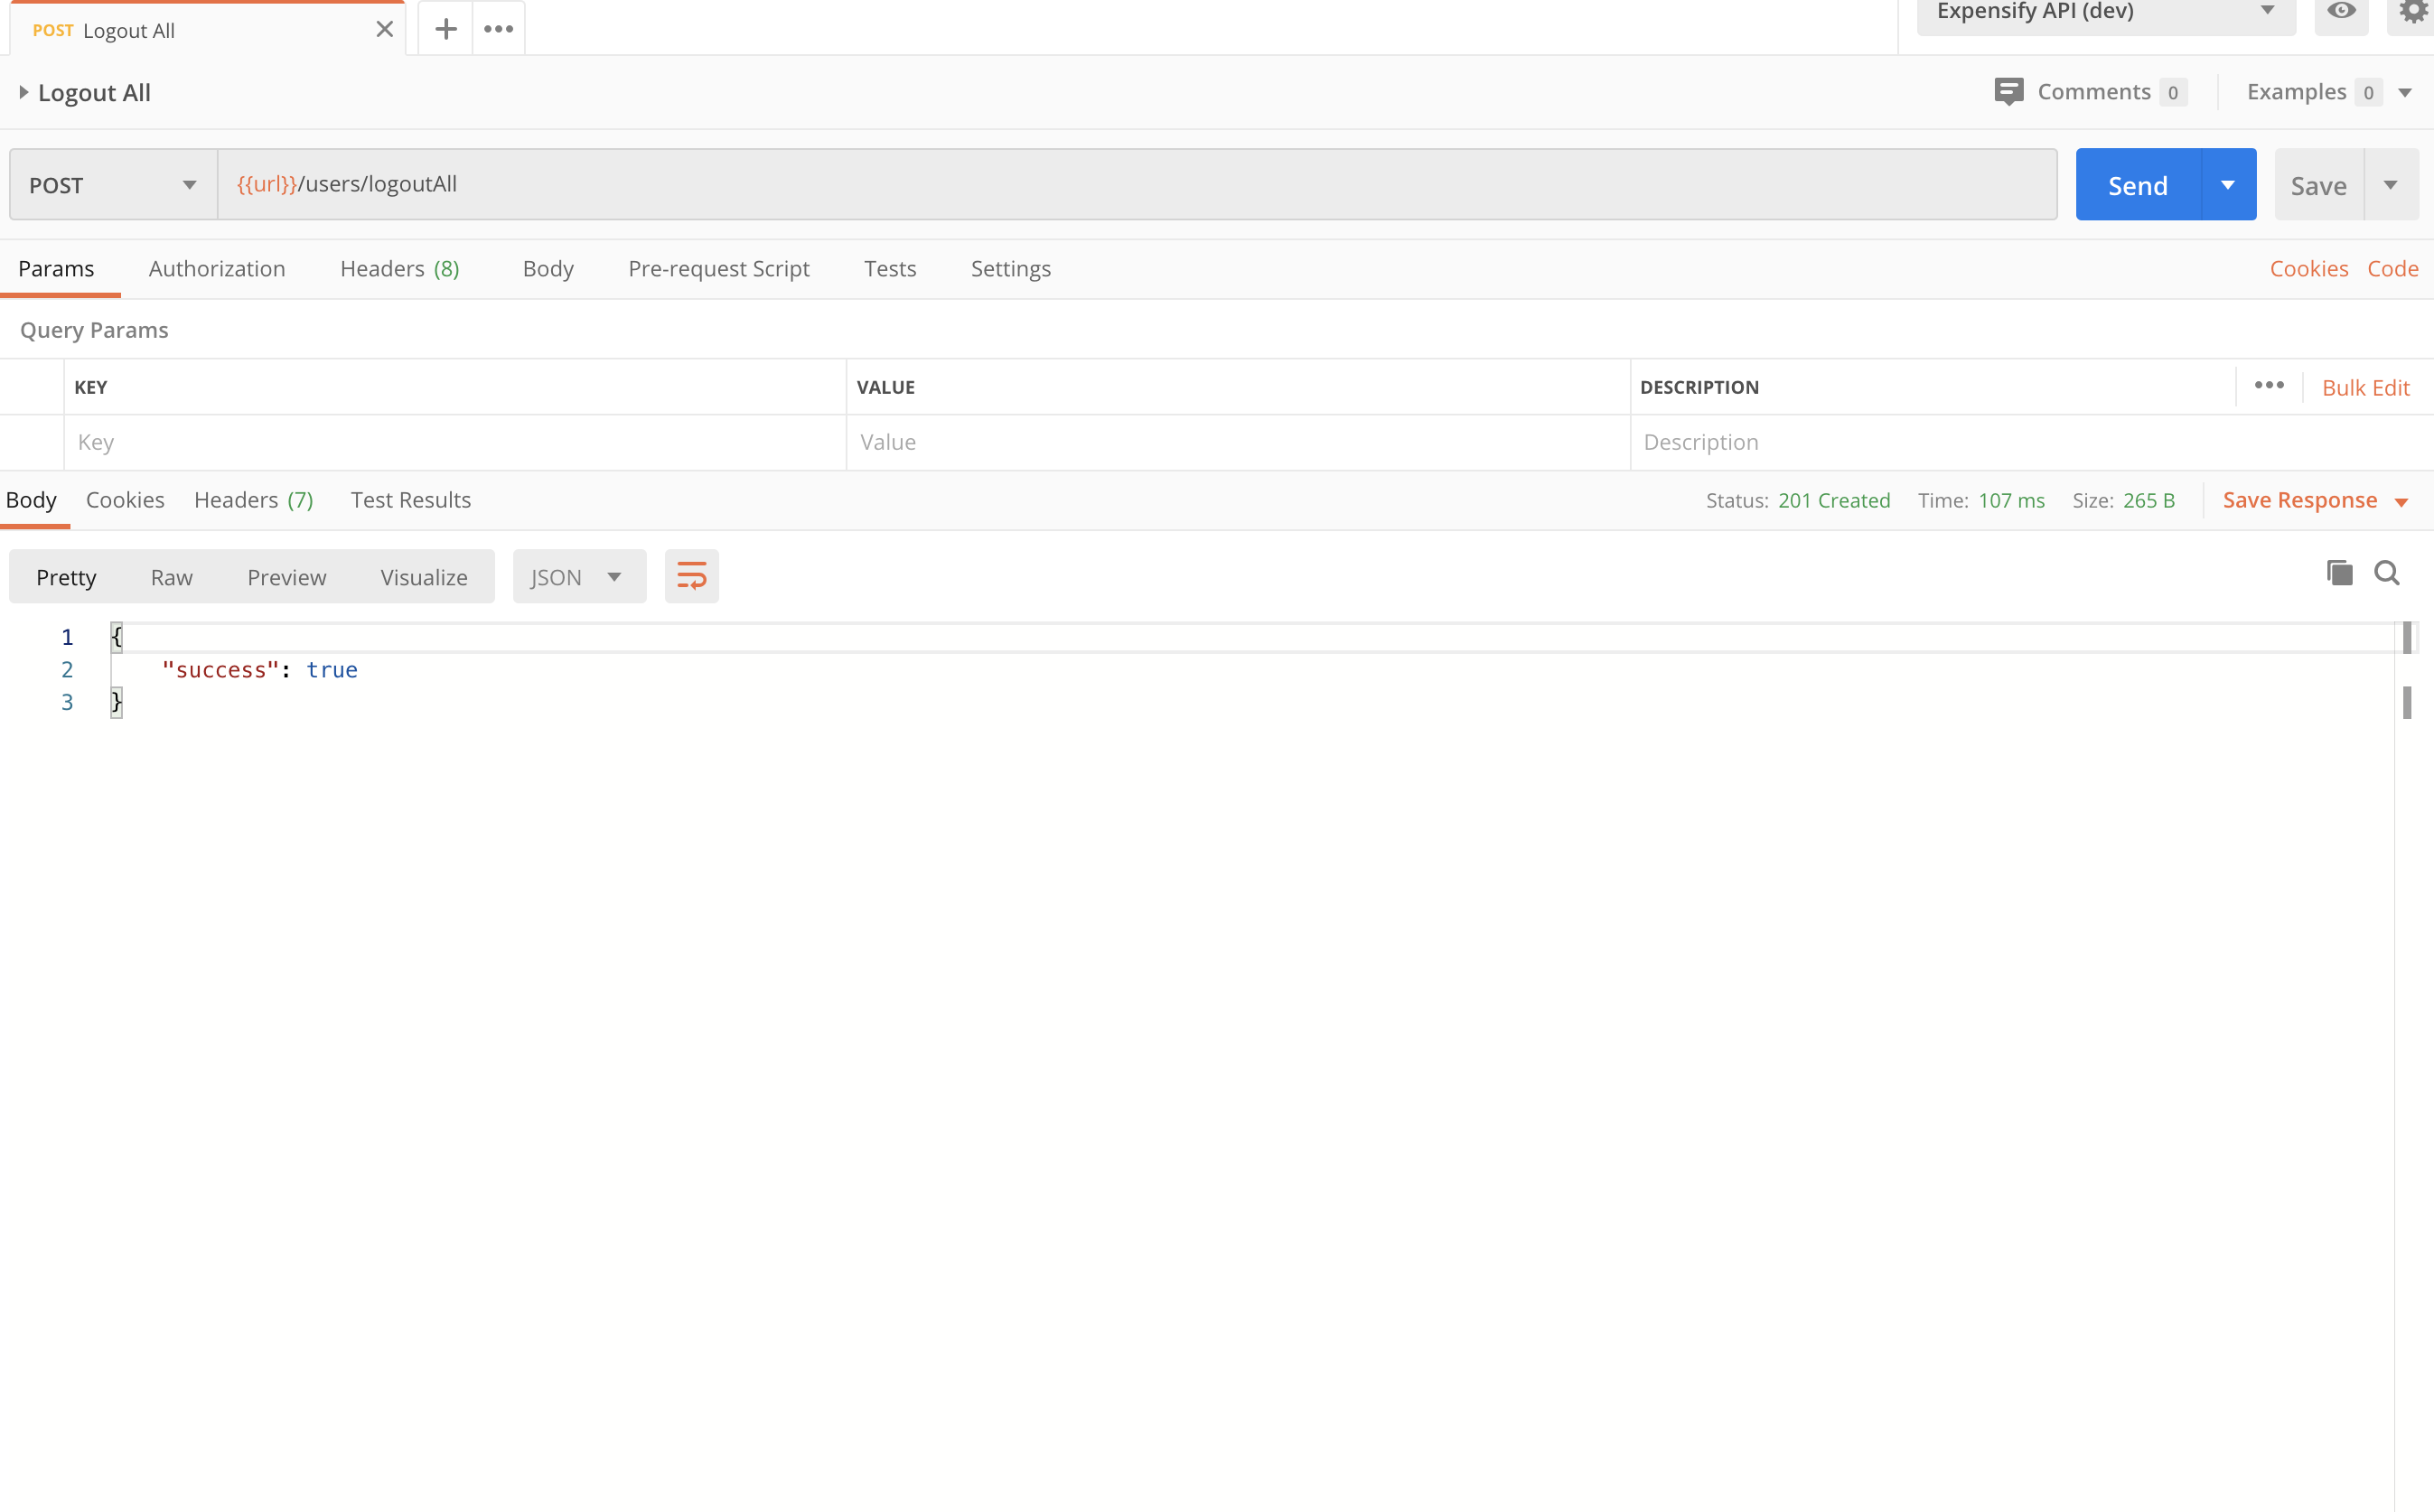 POST Logout All
Expensify API (dev)
Logout All
Comments 0
Examples 0
POST
{{url}}/users/logoutAll
Send
Save
Params Authorization Headers (8) Body Pre-request Script Tests Settings
Cookies Code
Query Params
KEY VALUE DESCRIPTION
Bulk Edit
Key Value Description
Body Cookies Headers (7) Test Results
Status: 201 Created Time: 107 ms Size: 265 B
Save Response
Pretty Raw Preview Visualize JSON
1 {
2 "success": true
3 }